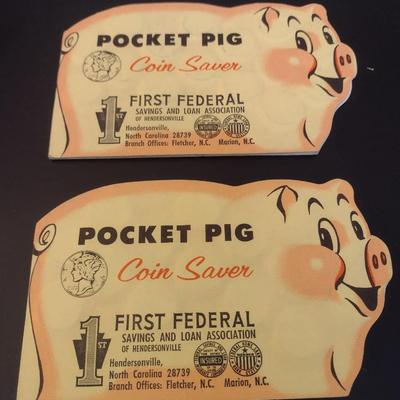 POCKET PIG
Coin Saver
1ST
FIRST FEDERAL
SAVINGS AND LOAN ASSOCIATION
OF HENDERSONVILLE
Hendersonville,
North Carolina 28739
Branch Offices: Fletcher, N.C. Marion, N.C.
INSURED
POCKET PIG
Coin Saver
1ST
FIRST FEDERAL
SAVINGS AND LOAN ASSOCIATION
OF HENDERSONVILLE
Hendersonville,
North Carolina 28739
Branch Offices: Fletcher, N.C. Marion, N.C.
INSURED